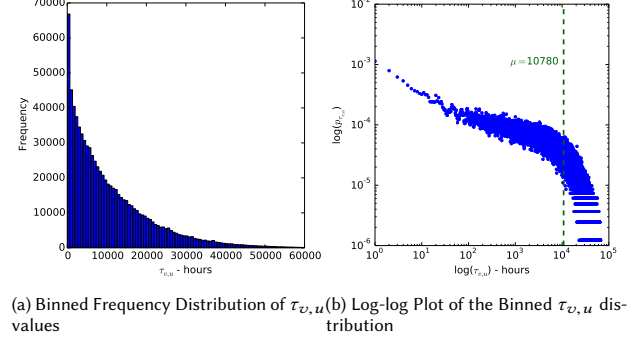 70000
60000
50000
40000
30000
20000
10000
0
Frequency
0 10000 20000 30000 40000 50000 60000
τv,u - hours
10⁻²
10⁻³
10⁻⁴
10⁻⁵
10⁻⁶
log(pτv,u)
μ=10780
10⁰ 10¹ 10² 10³ 10⁴ 10⁵
log(τv,u) - hours
(a) Binned Frequency Distribution of τv,u
values
(b) Log-log Plot of the Binned τv,u dis-
tribution